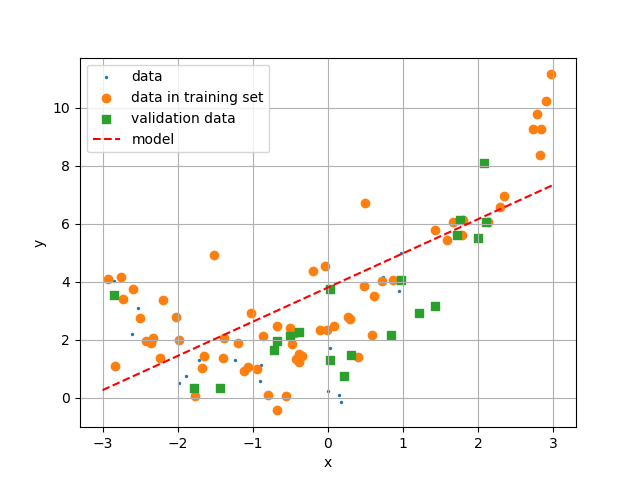 data
data in training set
validation data
model
10
8
6
4
2
0
y
−3
−2
−1
0
1
2
3
x